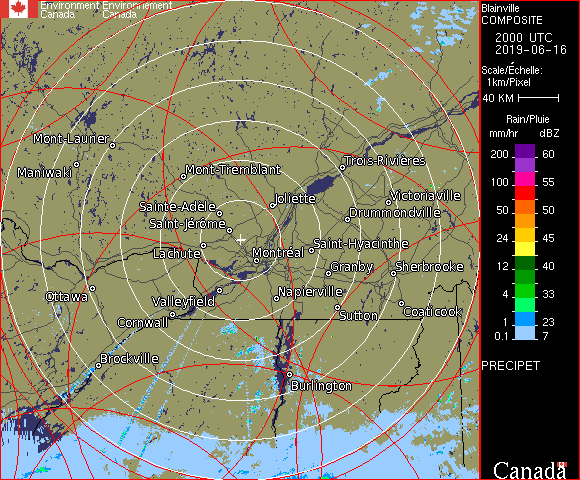 Environment Environnement
Canada Canada
Blainville
COMPOSITE
2000 UTC
2019-06-16
Scale/Échelle:
1km/Pixel
40 KM
Rain/Pluie
mm/hr dBZ
200 60
100 55
50 50
24 45
12 40
4 33
1 23
0.1 7
PRECIPET
Canada
Mont-Laurier
Maniwaki
Mont-Tremblant
Trois-Rivières
Joliette
Victoriaville
Sainte-Adèle
Drummondville
Saint-Jérôme
Saint-Hyacinthe
Lachute
Montréal
Granby
Sherbrooke
Ottawa
Valleyfield
Napierville
Coaticook
Cornwall
Sutton
Brockville
Burlington